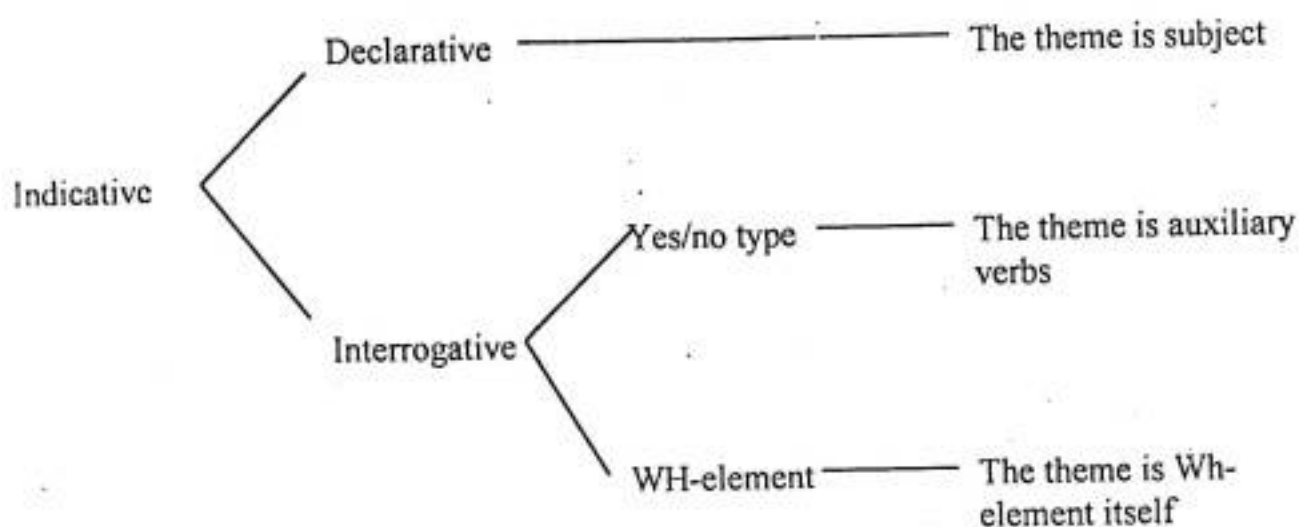 Declarative
The theme is subject
Indicative
Yes/no type
The theme is auxiliary
verbs
Interrogative
WH-element
The theme is Wh-
element itself